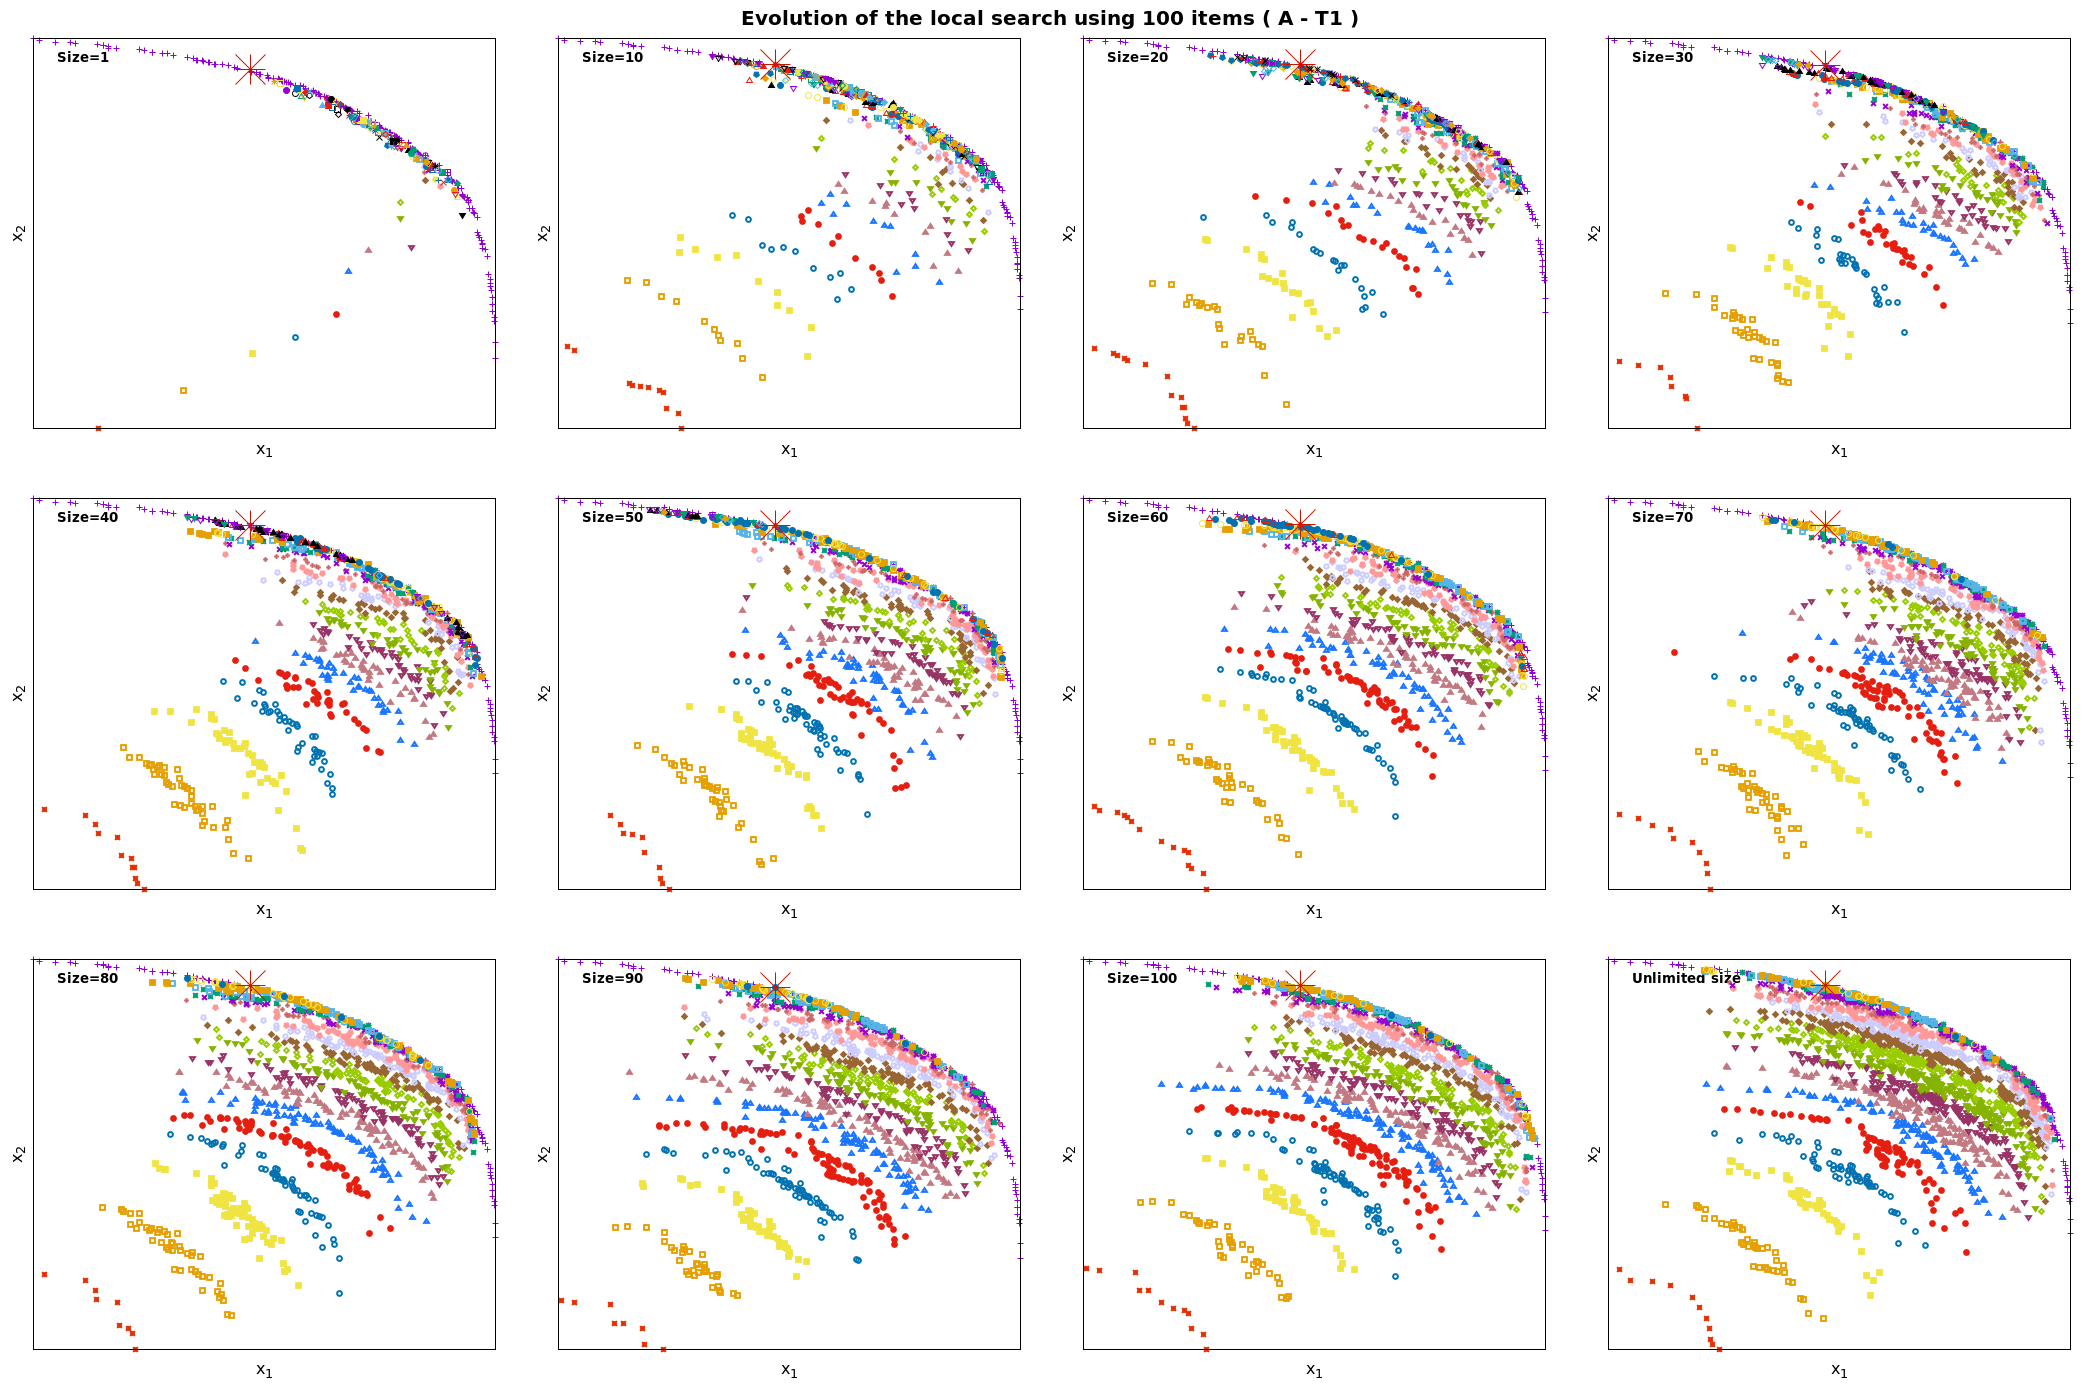 Evolution of the local search using 100 items ( A - T1 )
Size=1
x2
x1
Size=10
x2
x1
Size=20
x2
x1
Size=30
x2
x1
Size=40
x2
x1
Size=50
x2
x1
Size=60
x2
x1
Size=70
x2
x1
Size=80
x2
x1
Size=90
x2
x1
Size=100
x2
x1
Unlimited size
x2
x1